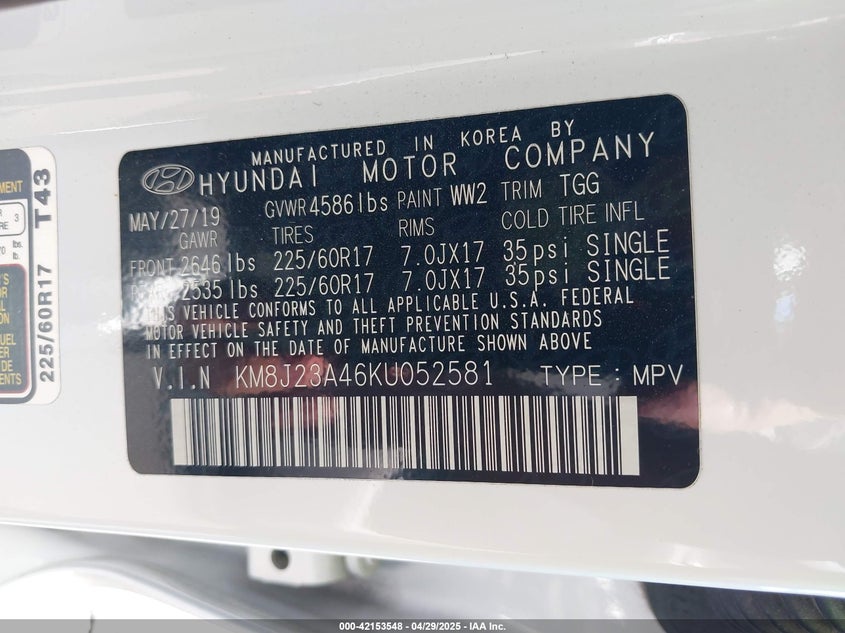 MANUFACTURED IN KOREA BY
HYUNDAI MOTOR COMPANY
MAY/27/19 GVWR 4586lbs PAINT WW2 TRIM TGG
GAWR TIRES RIMS COLD TIRE INFL
FRONT 2646 lbs 225/60R17 7.0JX17 35psi SINGLE
2535 lbs 225/60R17 7.0JX17 35psi SINGLE
THIS VEHICLE CONFORMS TO ALL APPLICABLE U.S.A. FEDERAL
MOTOR VEHICLE SAFETY AND THEFT PREVENTION STANDARDS
IN EFFECT ON THE DATE OF MANUFACTURE SHOWN ABOVE
V.I.N KM8J23A46KU052581 TYPE : MPV
225/60R17 T43
000-42153548 - 04/29/2025 - IAA Inc.